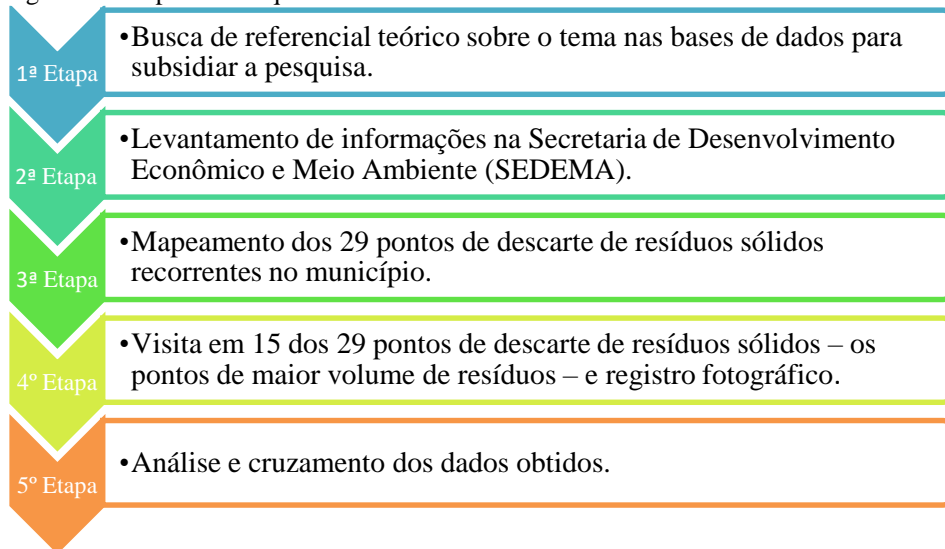 1ª Etapa
•Busca de referencial teórico sobre o tema nas bases de dados para
subsidiar a pesquisa.
2ª Etapa
•Levantamento de informações na Secretaria de Desenvolvimento
Econômico e Meio Ambiente (SEDEMA).
3ª Etapa
•Mapeamento dos 29 pontos de descarte de resíduos sólidos
recorrentes no município.
4º Etapa
•Visita em 15 dos 29 pontos de descarte de resíduos sólidos – os
pontos de maior volume de resíduos – e registro fotográfico.
5º Etapa
•Análise e cruzamento dos dados obtidos.